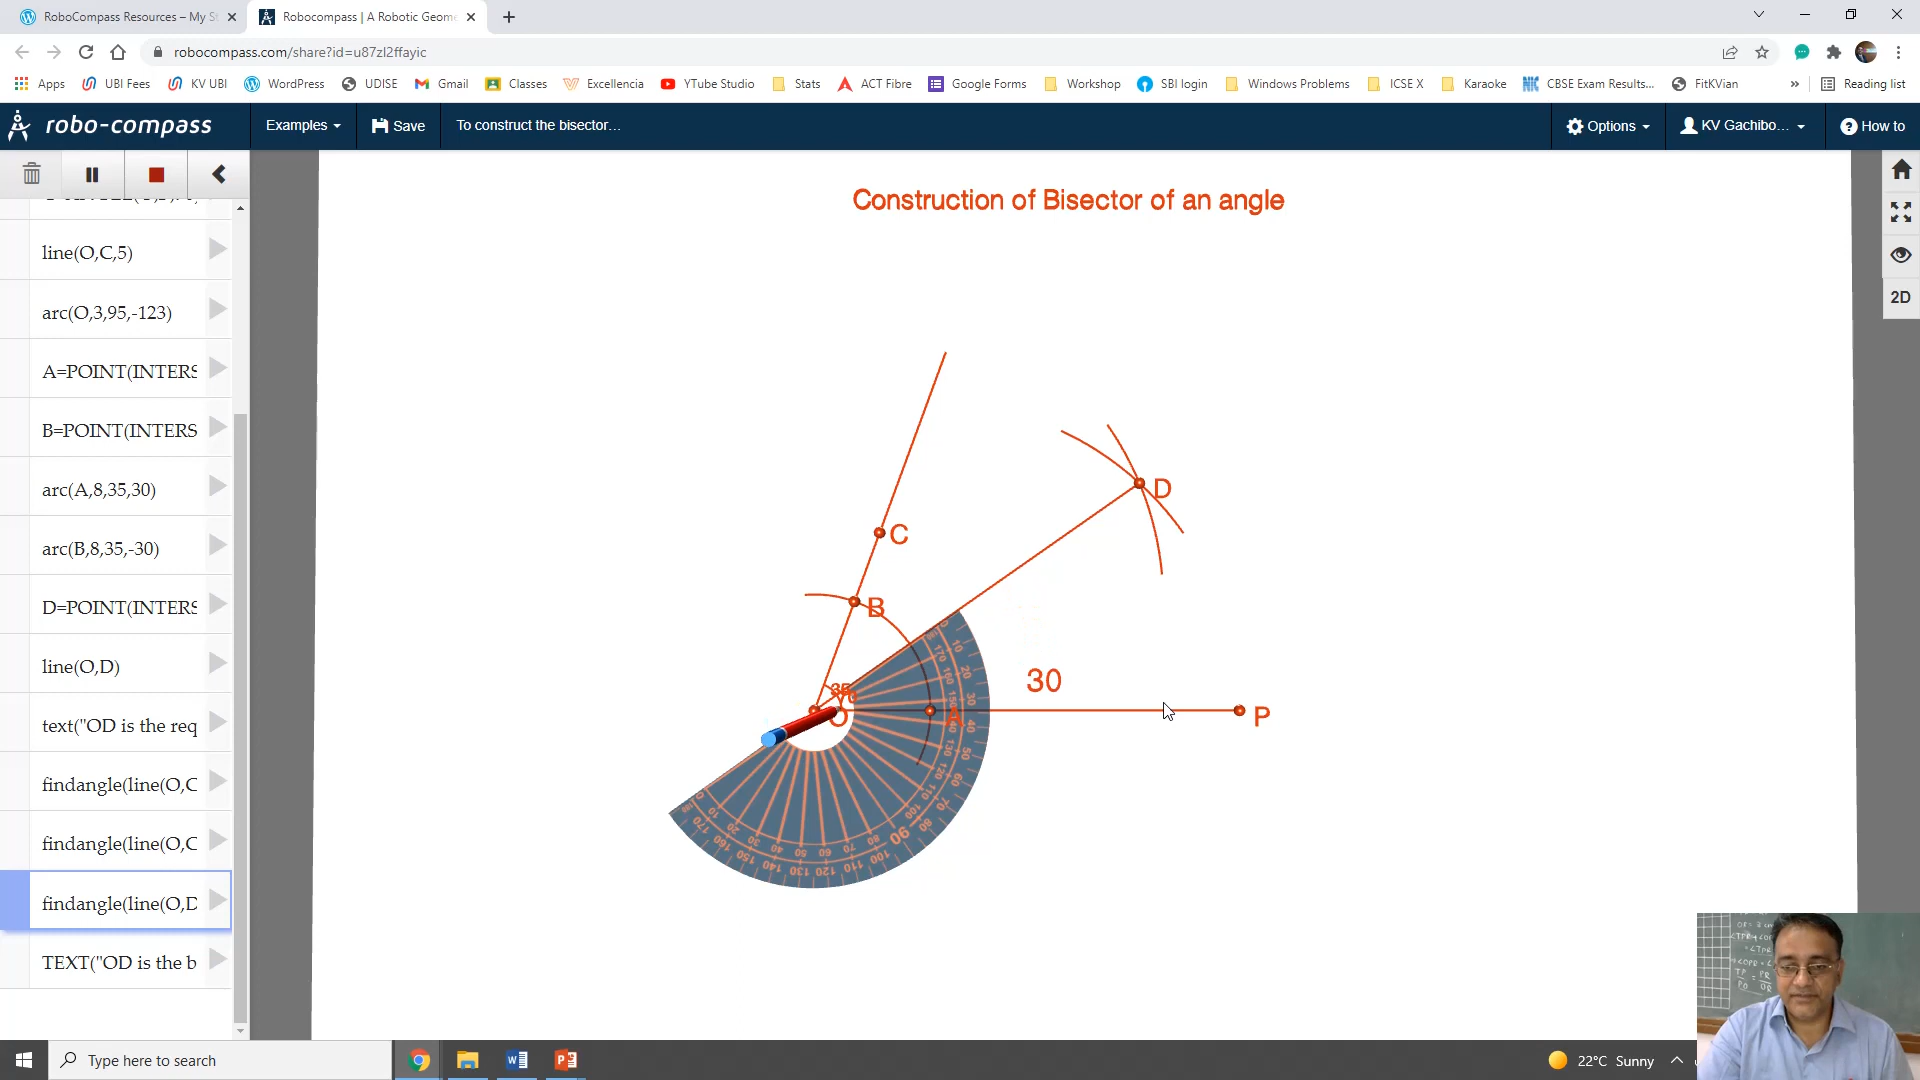 RoboCompass Resources – My S
Robocompass | A Robotic Geome
robocompass.com/share?id=u87zl2ffayic
Apps
UBI Fees
KV UBI
WordPress
UDISE
Gmail
Classes
Excellencia
YTube Studio
Stats
ACT Fibre
Google Forms
Workshop
SBI login
Windows Problems
ICSE X
Karaoke
CBSE Exam Results...
FitKVian
»
Reading list
robo-compass
Examples
Save
To construct the bisector...
Options
KV Gachibo...
How to
2D
line(O,C,5)
arc(O,3,95,-123)
A=POINT(INTERS
B=POINT(INTERS
arc(A,8,35,30)
arc(B,8,35,-30)
D=POINT(INTERS
line(O,D)
text("OD is the req
findangle(line(O,C
findangle(line(O,C
findangle(line(O,D
TEXT("OD is the b
Construction of Bisector of an angle
D
C
B
35
30
O
A
P
Type here to search
22°C Sunny